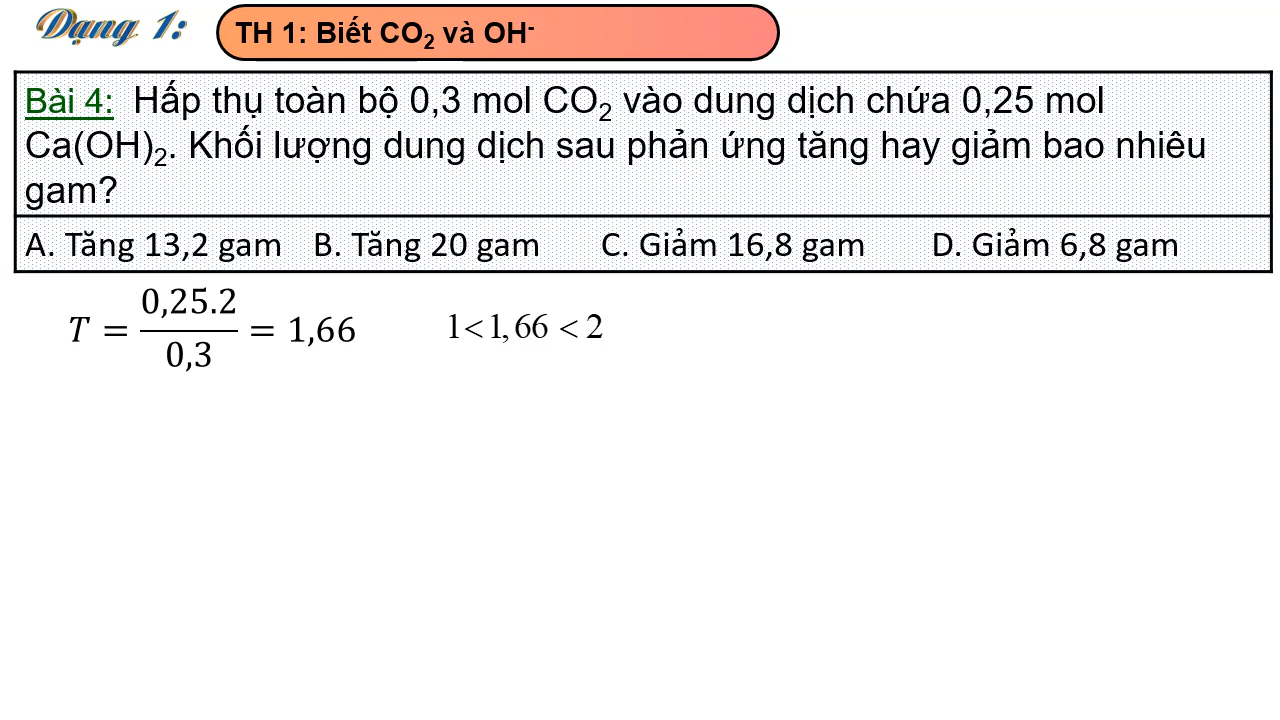 Dạng 1:
TH 1: Biết CO₂ và OH⁻
Bài 4: Hấp thụ toàn bộ 0,3 mol CO₂ vào dung dịch chứa 0,25 mol
Ca(OH)₂. Khối lượng dung dịch sau phản ứng tăng hay giảm bao nhiêu
gam?
A. Tăng 13,2 gam B. Tăng 20 gam C. Giảm 16,8 gam D. Giảm 6,8 gam
T = 0,25.2 / 0,3 = 1,66 1<1,66 < 2